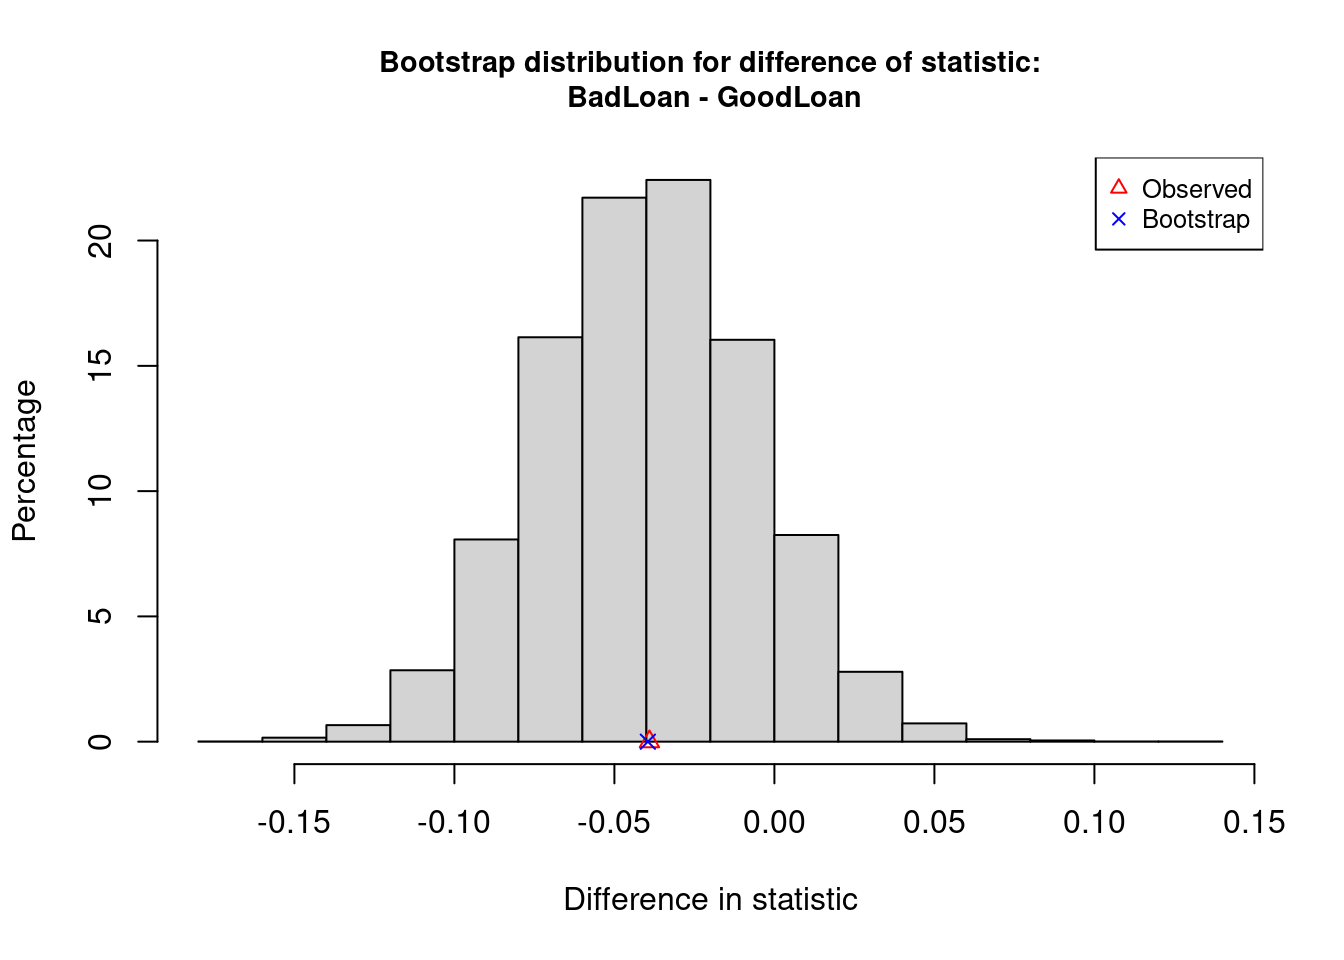 Bootstrap distribution for difference of statistic:
BadLoan - GoodLoan
Observed
Bootstrap
Percentage
20
15
10
5
0
-0.15 -0.10 -0.05 0.00 0.05 0.10 0.15
Difference in statistic